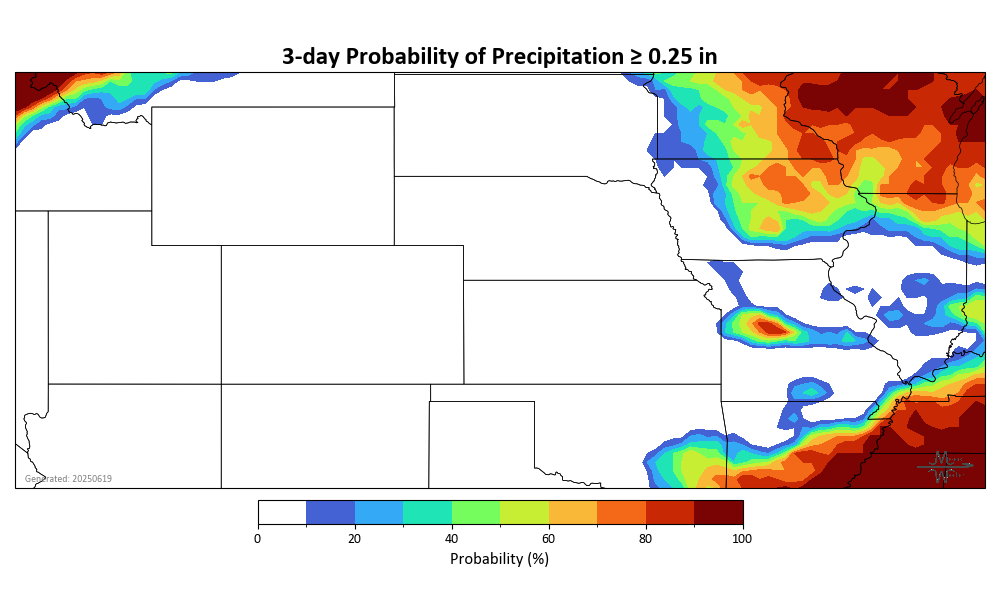 3-day Probability of Precipitation ≥ 0.25 in
Generated: 20250619
0 20 40 60 80 100
Probability (%)